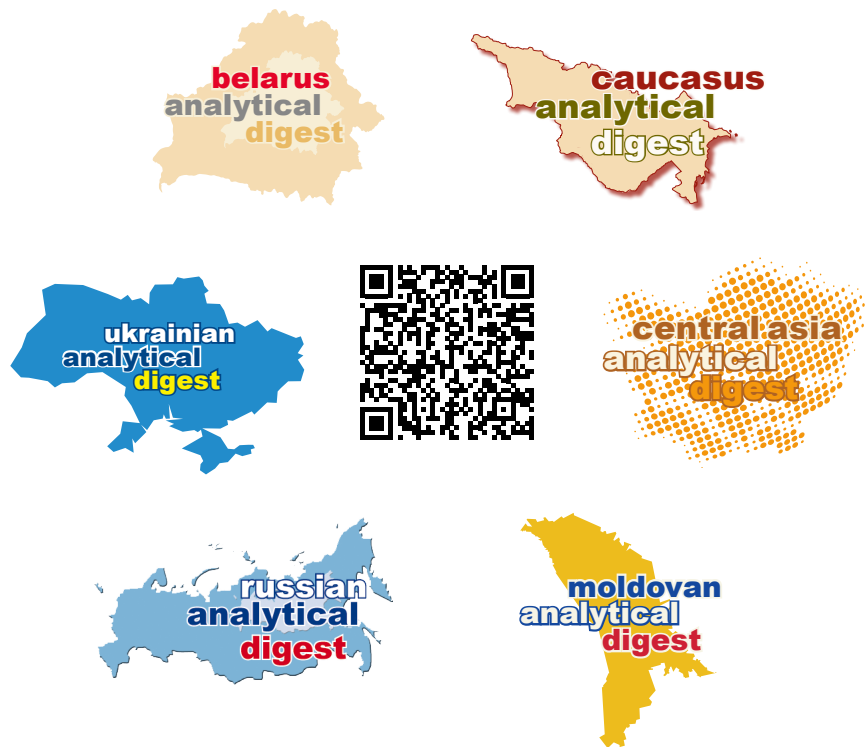 belarus
analytical
digest
caucasus
analytical
digest
ukrainian
analytical
digest
central asia
analytical
digest
russian
analytical
digest
moldovan
analytical
digest